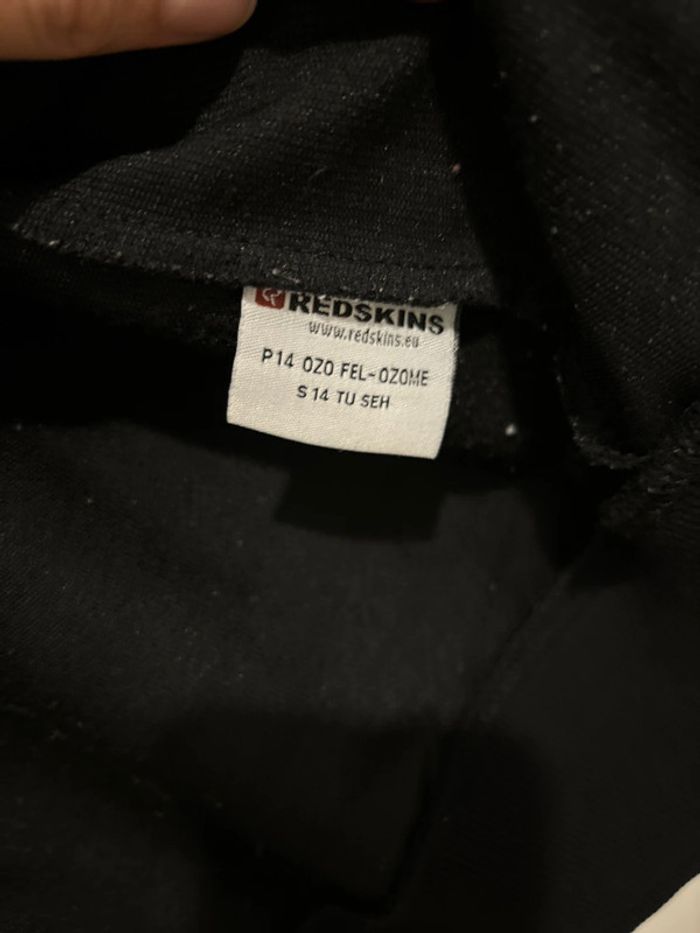 REDSKINS
www.redskins.eu
P14 OZO FEL-OZOME
S14 TU SEH